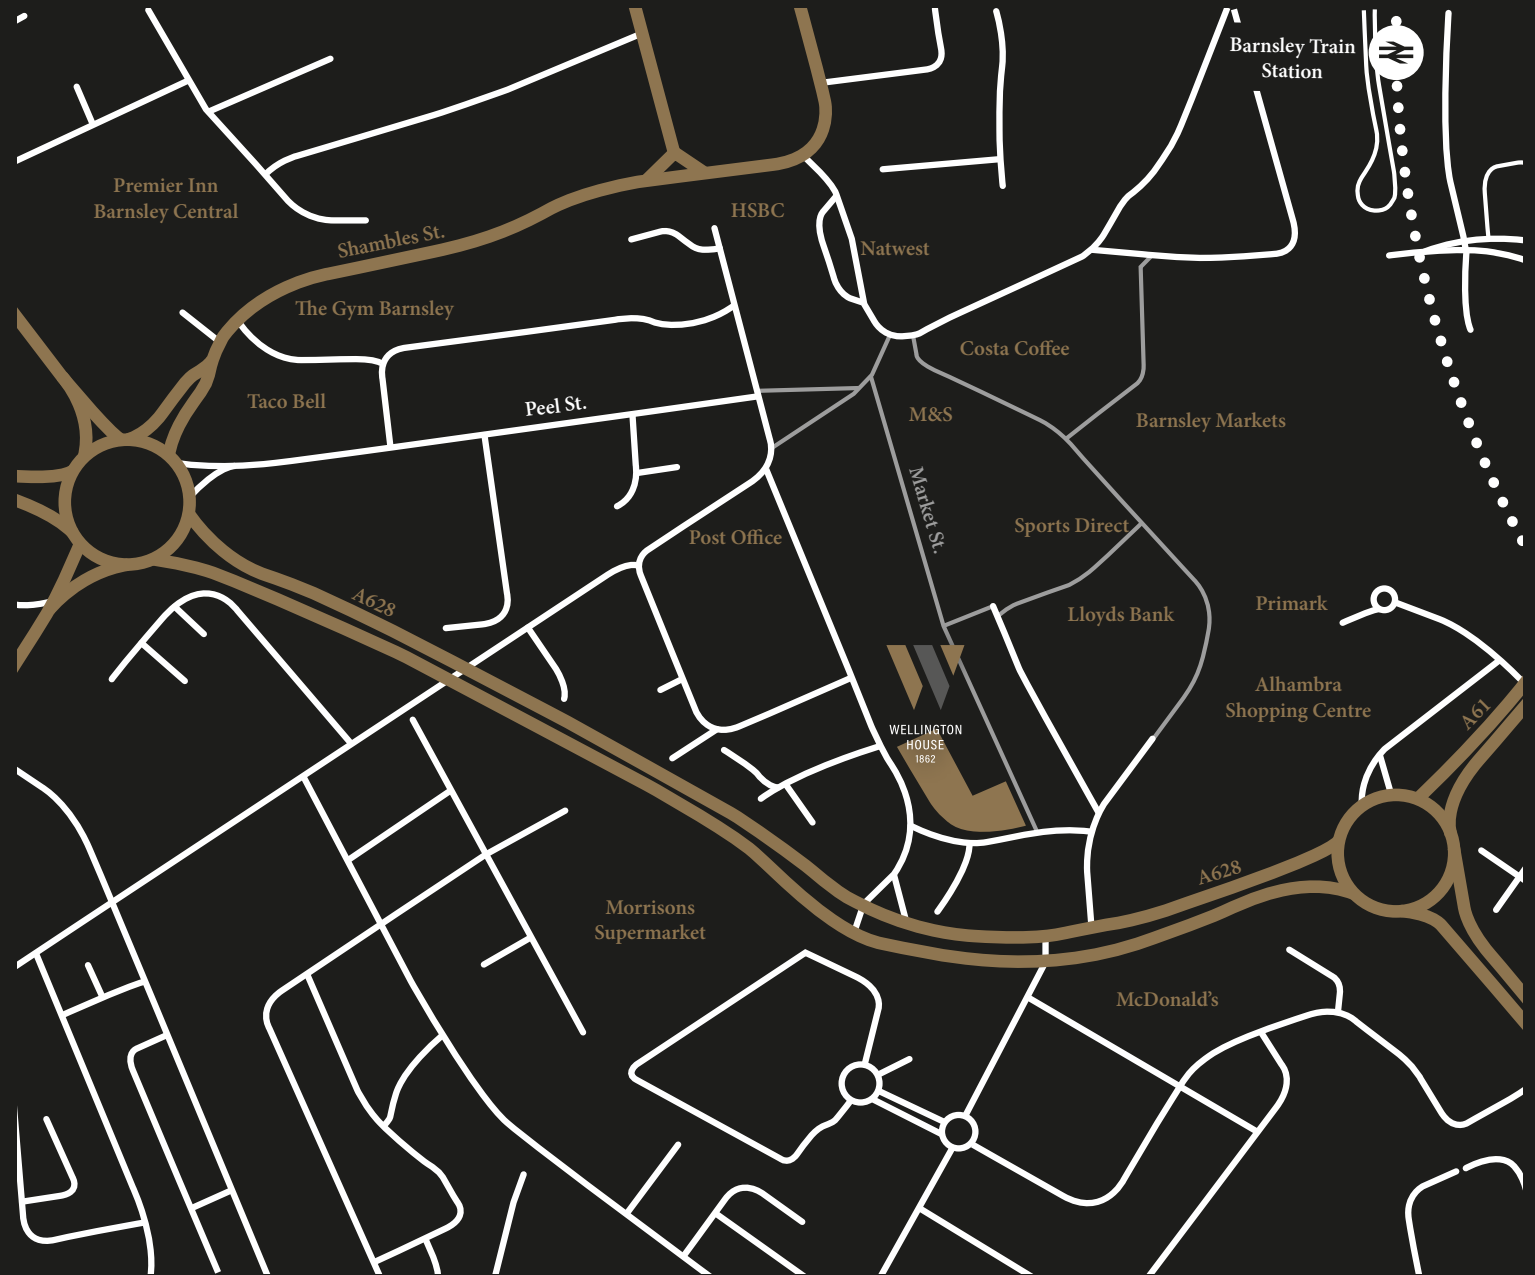 Barnsley Train
Station
Premier Inn
Barnsley Central
HSBC
Shambles St.
Natwest
The Gym Barnsley
Costa Coffee
Taco Bell
Peel St.
M&S
Barnsley Markets
Market St.
Sports Direct
Post Office
A628
Primark
Lloyds Bank
Alhambra
Shopping Centre
A61
WELLINGTON
HOUSE
1862
A628
Morrisons
Supermarket
McDonald's